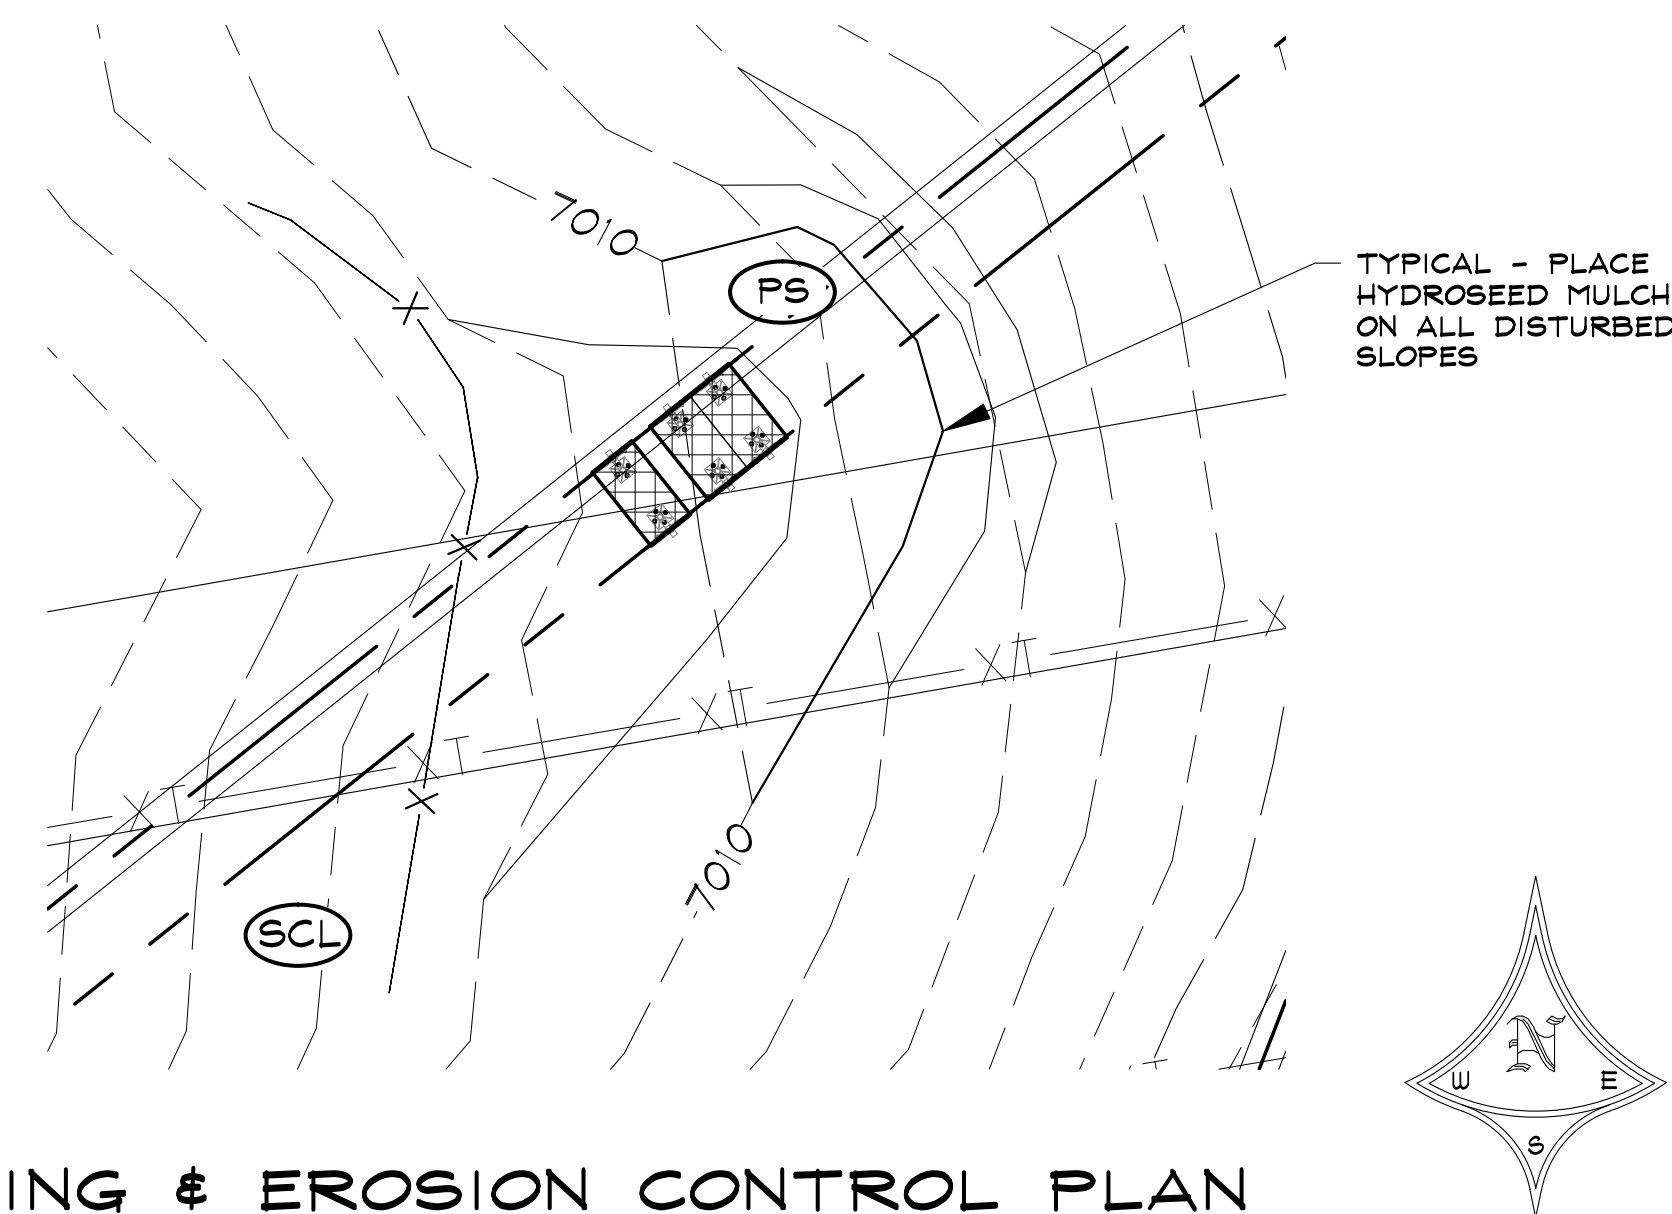 7010
PS
TYPICAL - PLACE
HYDROSEED MULCH
ON ALL DISTURBED
SLOPES
X
X
T
X
T
X
T
X
X
X
T
7010
SCL
N
W E
S
ING & EROSION CONTROL PLAN